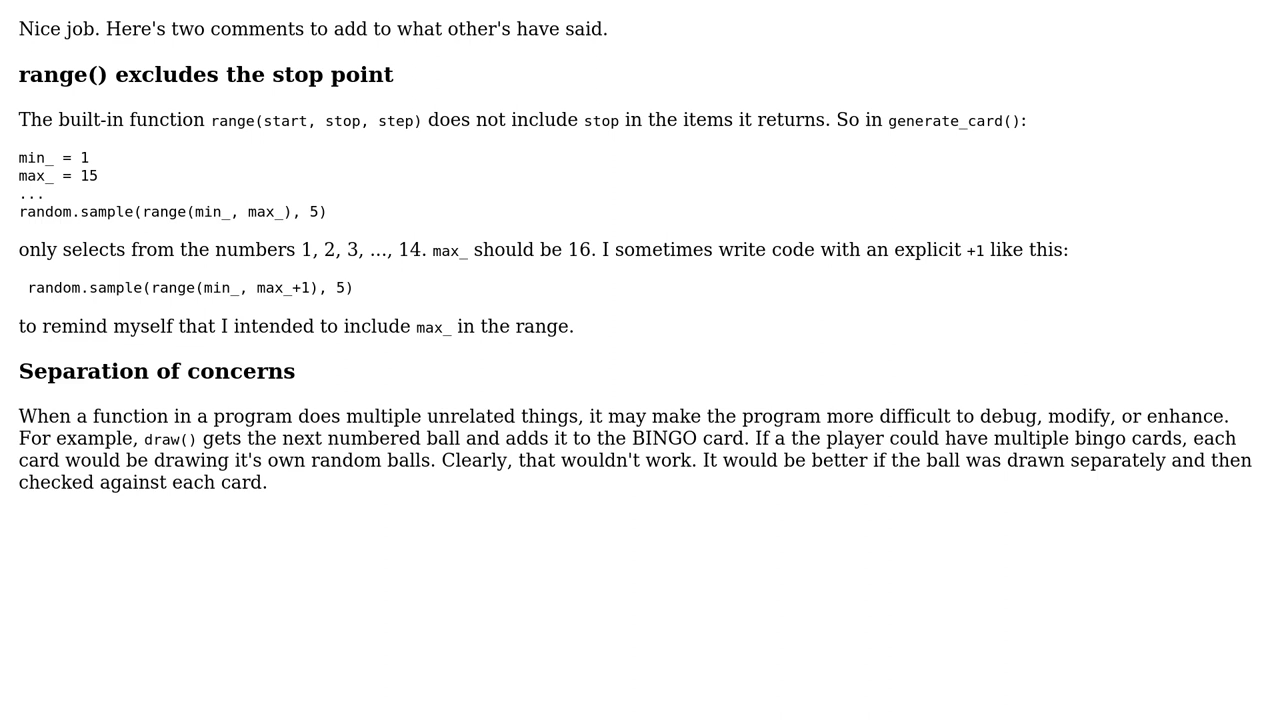 Nice job. Here's two comments to add to what other's have said.
range() excludes the stop point
The built-in function range(start, stop, step) does not include stop in the items it returns. So in generate_card():
min_ = 1
max_ = 15
...
random.sample(range(min_, max_), 5)
only selects from the numbers 1, 2, 3, ..., 14. max_ should be 16. I sometimes write code with an explicit +1 like this:
random.sample(range(min_, max_+1), 5)
to remind myself that I intended to include max_ in the range.
Separation of concerns
When a function in a program does multiple unrelated things, it may make the program more difficult to debug, modify, or enhance.
For example, draw() gets the next numbered ball and adds it to the BINGO card. If a the player could have multiple bingo cards, each
card would be drawing it's own random balls. Clearly, that wouldn't work. It would be better if the ball was drawn separately and then
checked against each card.